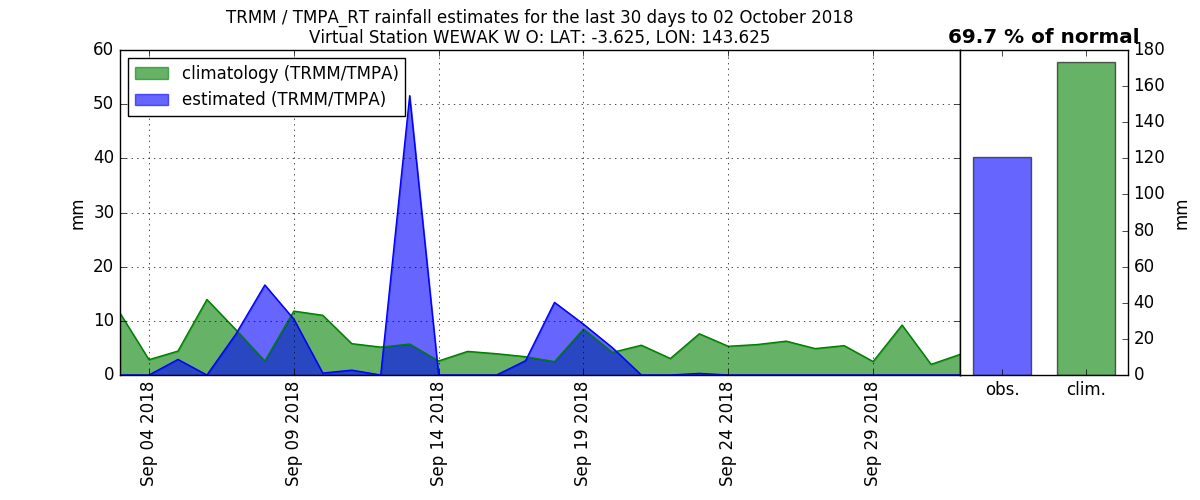 TRMM / TMPA_RT rainfall estimates for the last 30 days to 02 October 2018
Virtual Station WEWAK W O: LAT: -3.625, LON: 143.625
69.7 % of normal
climatology (TRMM/TMPA)
estimated (TRMM/TMPA)
60
50
40
30
20
10
0
mm
Sep 04 2018
Sep 09 2018
Sep 14 2018
Sep 19 2018
Sep 24 2018
Sep 29 2018
180
160
140
120
100
80
60
40
20
0
mm
obs.
clim.